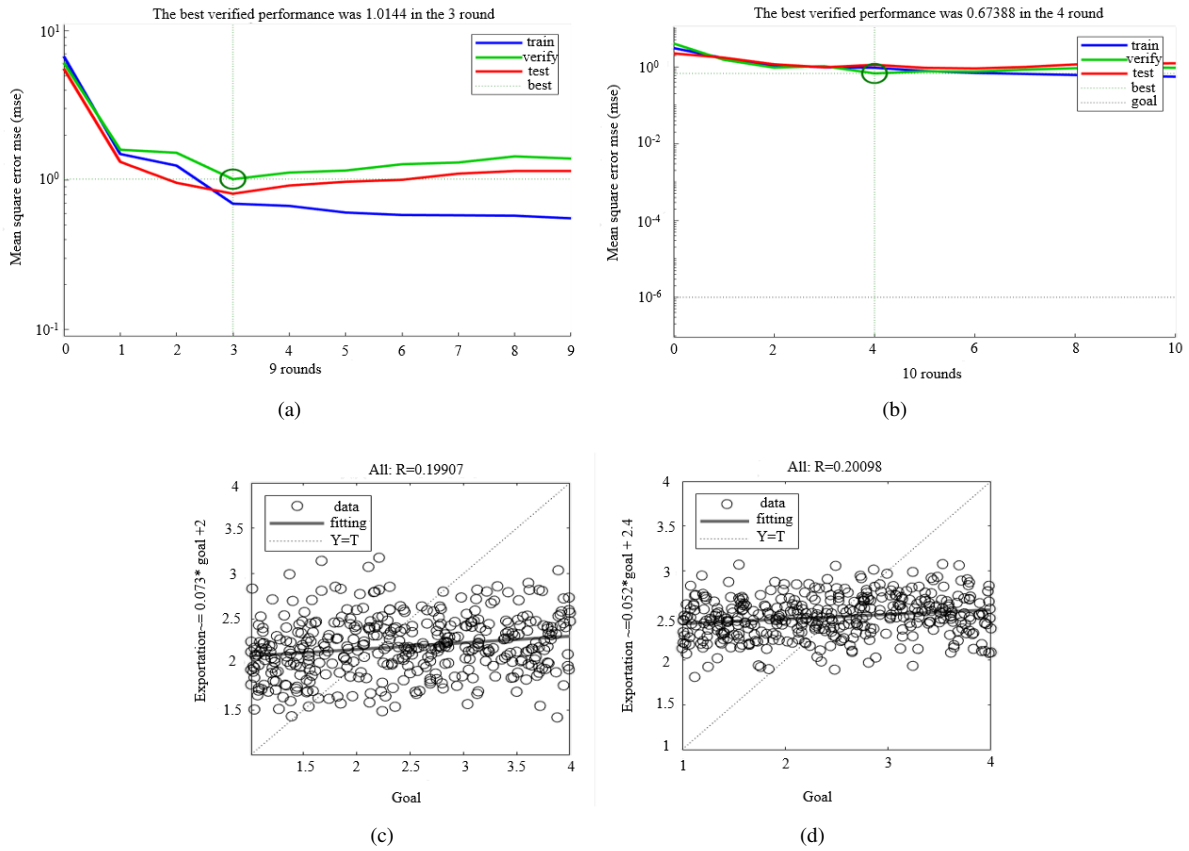 The best verified performance was 1.0144 in the 3 round
Mean square error mse (mse)
10^1
10^0
10^-1
train
verify
test
best
0 1 2 3 4 5 6 7 8 9
9 rounds
(a)
The best verified performance was 0.67388 in the 4 round
Mean square error mse (mse)
10^0
10^-2
10^-4
10^-6
train
verify
test
best
goal
0 2 4 6 8 10
10 rounds
(b)
All: R=0.19907
Exportation~= 0.073* goal +2
4
3.5
3
2.5
2
1.5
data
fitting
Y=T
1.5 2 2.5 3 3.5 4
Goal
(c)
All: R=0.20098
Exportation ~=0.052*goal + 2.4
4
3.5
3
2.5
2
1.5
1
data
fitting
Y=T
1 2 3 4
Goal
(d)